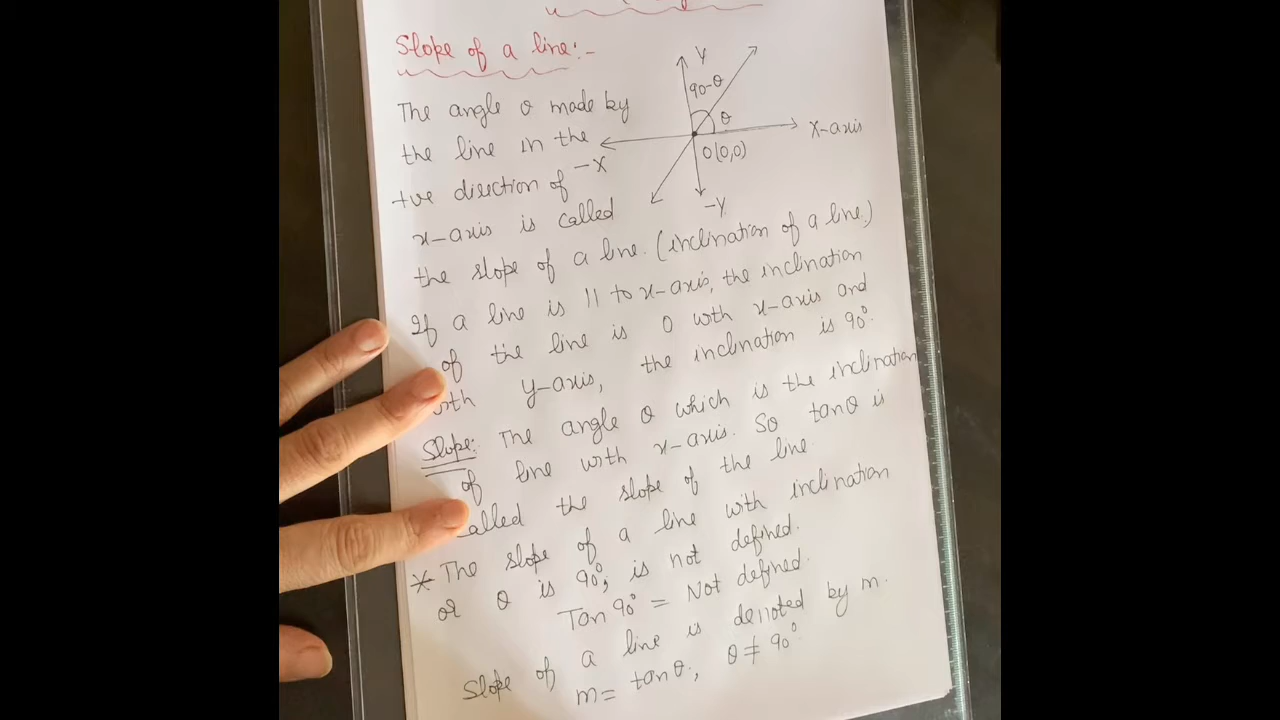 Slope of a line:-
The angle θ made by
the line in the
+ve direction of
x-axis is called
the slope of a line. (inclination of a line.)
If a line is || to x-axis, the inclination
of the line is 0 with x-axis and
with y-axis, the inclination is 90°.
Slope: The angle θ which is the inclination
of line with x-axis. So tanθ is
called the slope of the line.
* The slope of a line with inclination
or θ is 90°, is not defined.
Tan 90° = Not defined.
Slope of a line is denoted by m.
m = tanθ, θ ≠ 90°
Y
90-θ
θ
X-axis
-X
O(0,0)
-Y